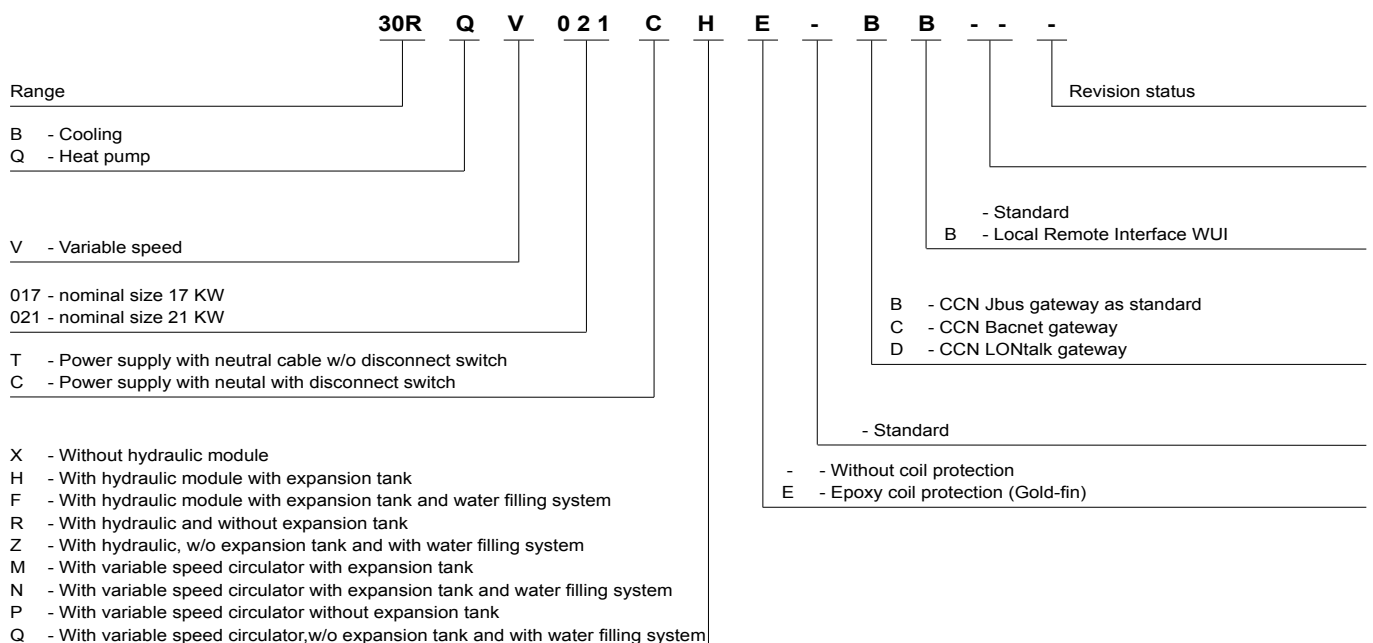 30R Q V 0 2 1 C H E - B B - - -
Range
B - Cooling
Q - Heat pump
V - Variable speed
017 - nominal size 17 KW
021 - nominal size 21 KW
T - Power supply with neutral cable w/o disconnect switch
C - Power supply with neutal with disconnect switch
X - Without hydraulic module
H - With hydraulic module with expansion tank
F - With hydraulic module with expansion tank and water filling system
R - With hydraulic and without expansion tank
Z - With hydraulic, w/o expansion tank and with water filling system
M - With variable speed circulator with expansion tank
N - With variable speed circulator with expansion tank and water filling system
P - With variable speed circulator without expansion tank
Q - With variable speed circulator,w/o expansion tank and with water filling system
Revision status
- Standard
B - Local Remote Interface WUI
B - CCN Jbus gateway as standard
C - CCN Bacnet gateway
D - CCN LONtalk gateway
- Standard
- - Without coil protection
E - Epoxy coil protection (Gold-fin)